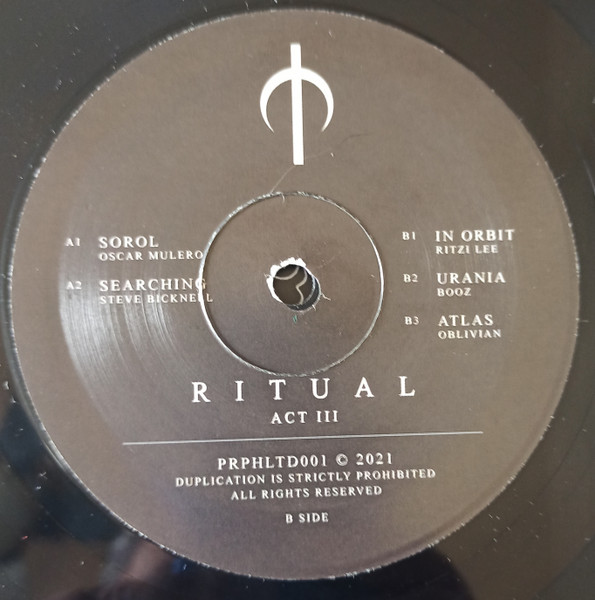 A1 SOROL
OSCAR MULERO
A2 SEARCHING
STEVE BICKNELL
B1 IN ORBIT
RITZI LEE
B2 URANIA
BOOZ
B3 ATLAS
OBLIVIAN
RITUAL
ACT III
PRPHLTD001 © 2021
DUPLICATION IS STRICTLY PROHIBITED
ALL RIGHTS RESERVED
B SIDE